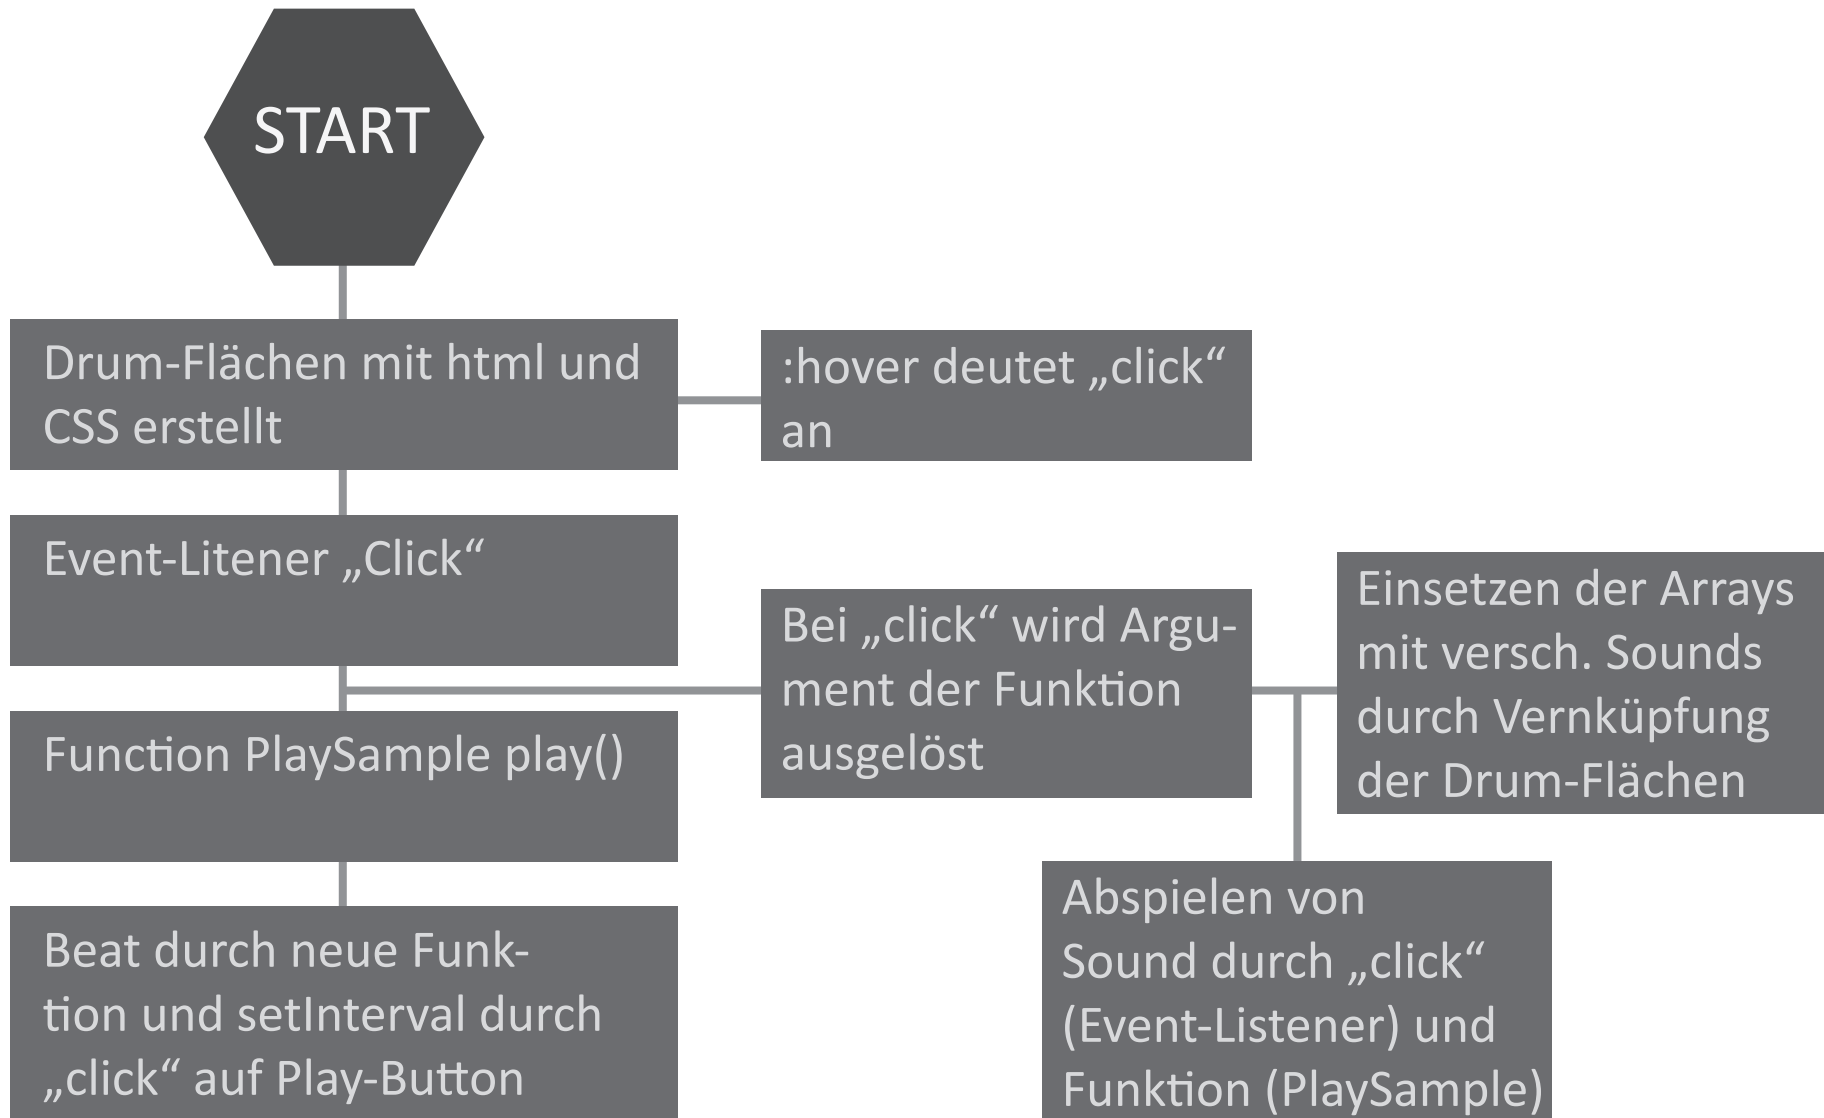 START
Drum-Flächen mit html und
CSS erstellt
:hover deutet „click“
an
Event-Litener „Click“
Bei „click“ wird Argu-
ment der Funktion
ausgelöst
Einsetzen der Arrays
mit versch. Sounds
durch Vernküpfung
der Drum-Flächen
Function PlaySample play()
Beat durch neue Funk-
tion und setInterval durch
„click“ auf Play-Button
Abspielen von
Sound durch „click“
(Event-Listener) und
Funktion (PlaySample)